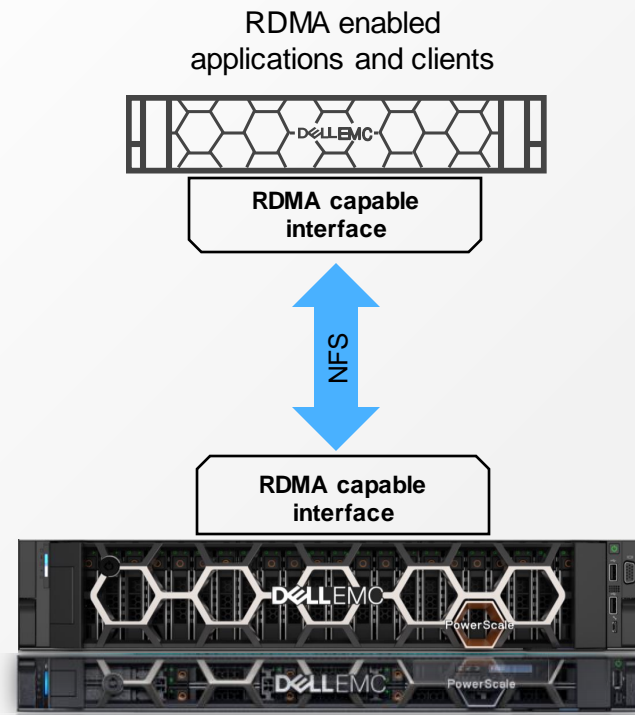 RDMA enabled
applications and clients
DELLEMC
RDMA capable
interface
NFS
RDMA capable
interface
DELLEMC
PowerScale
DELLEMC
PowerScale